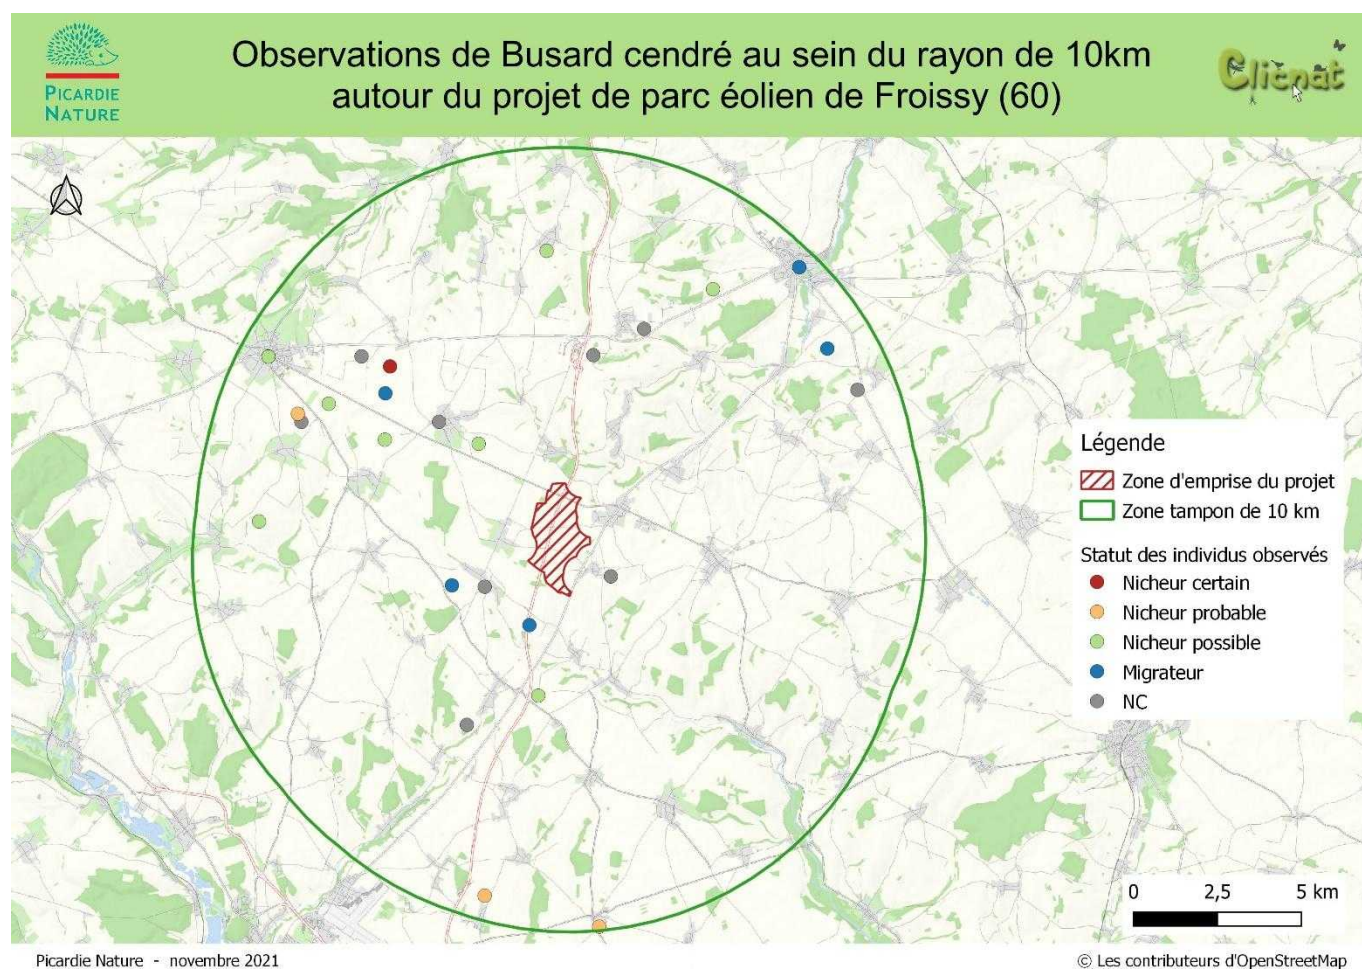 PICARDIE
NATURE
Observations de Busard cendré au sein du rayon de 10km
autour du projet de parc éolien de Froissy (60)
Clicnat
Légende
Zone d'emprise du projet
Zone tampon de 10 km
Statut des individus observés
Nicheur certain
Nicheur probable
Nicheur possible
Migrateur
NC
0 2,5 5 km
Picardie Nature - novembre 2021
© Les contributeurs d'OpenStreetMap